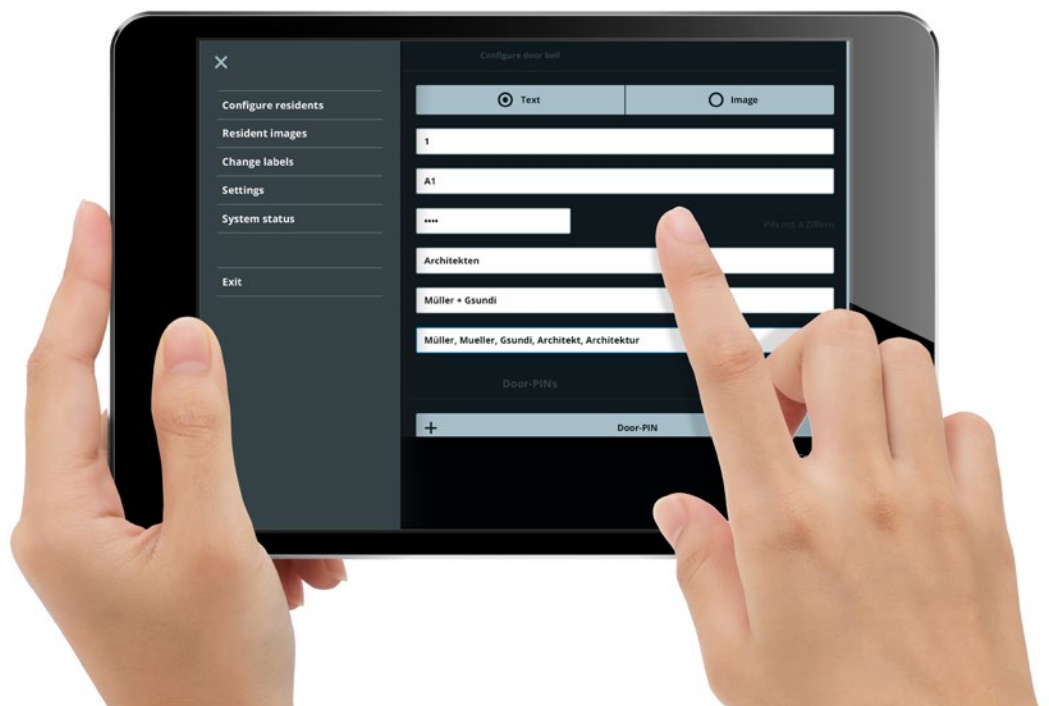 Configure residents
Resident images
Change labels
Settings
System status
Exit
Configure door bell
Text
Image
1
A1
••••
PIN mit 4 Ziffern
Architekten
Müller + Gsundi
Müller, Mueller, Gsundi, Architekt, Architektur
Door-PINs
+ Door-PIN